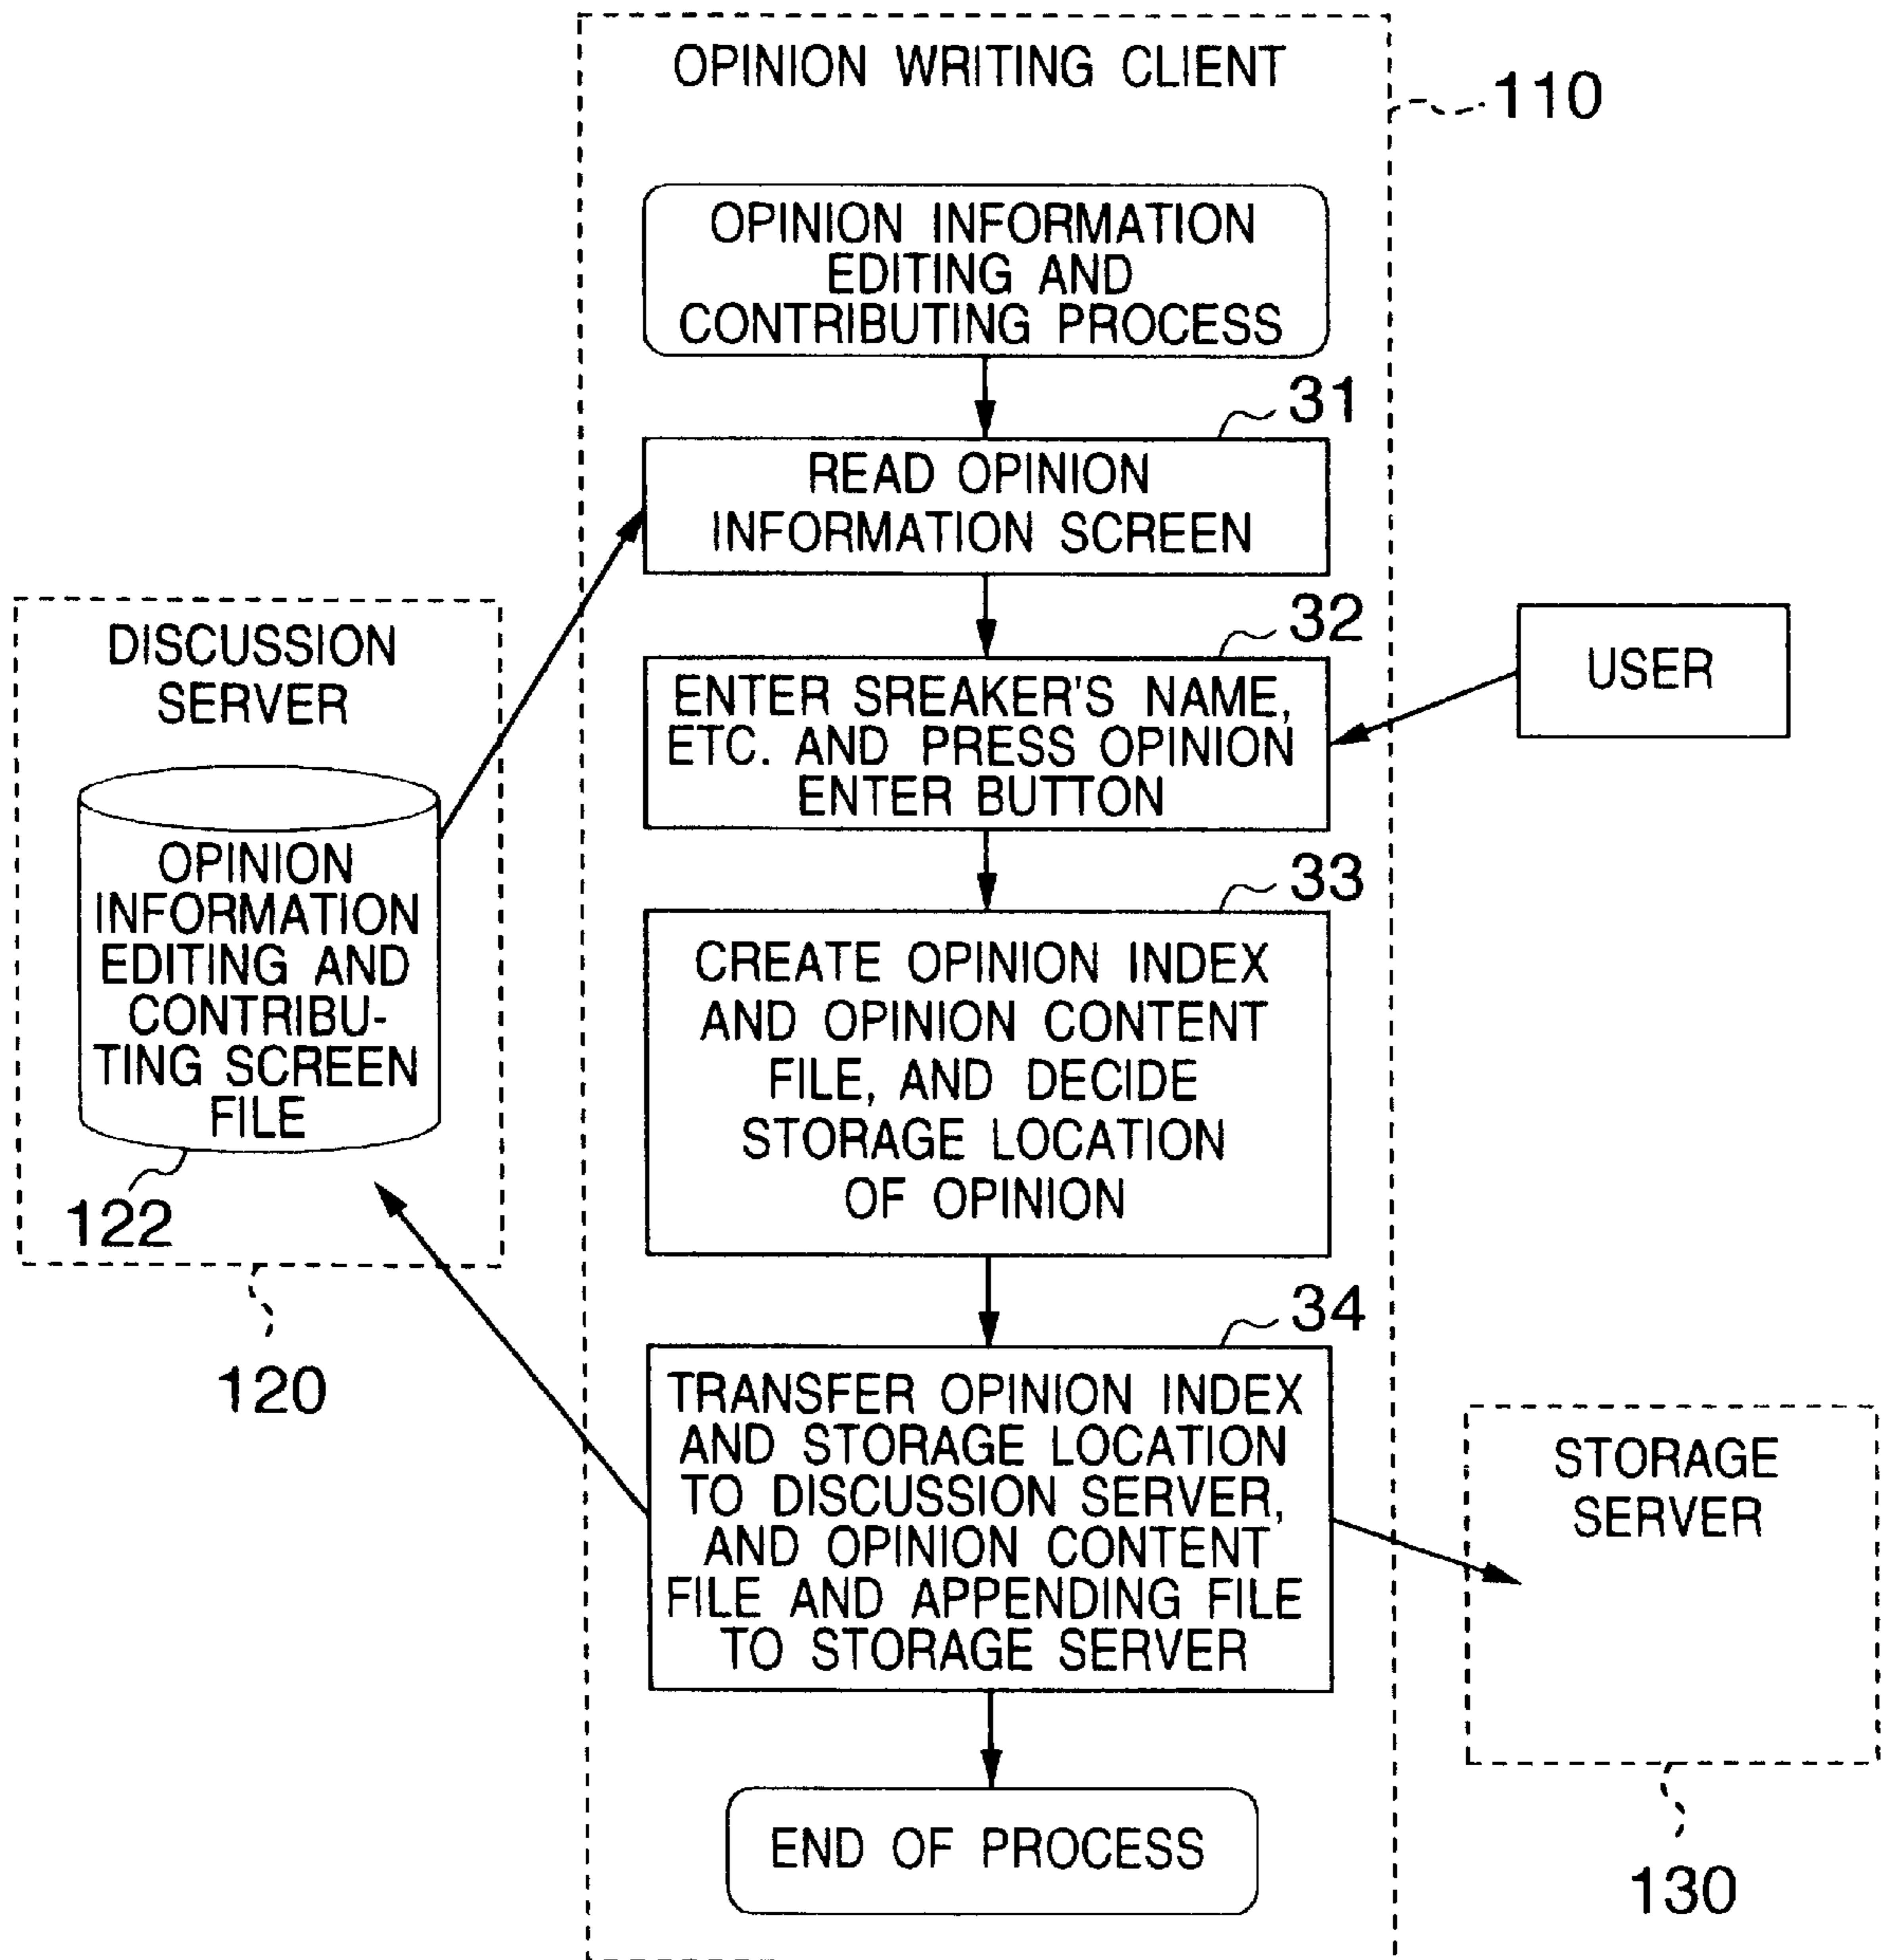 OPINION WRITING CLIENT
110
OPINION INFORMATION
EDITING AND
CONTRIBUTING PROCESS
31
READ OPINION
INFORMATION SCREEN
32
ENTER SREAKER'S NAME,
ETC. AND PRESS OPINION
ENTER BUTTON
USER
DISCUSSION
SERVER
OPINION
INFORMATION
EDITING AND
CONTRIBU-
TING SCREEN
FILE
122
120
33
CREATE OPINION INDEX
AND OPINION CONTENT
FILE, AND DECIDE
STORAGE LOCATION
OF OPINION
34
TRANSFER OPINION INDEX
AND STORAGE LOCATION
TO DISCUSSION SERVER,
AND OPINION CONTENT
FILE AND APPENDING FILE
TO STORAGE SERVER
STORAGE
SERVER
130
END OF PROCESS